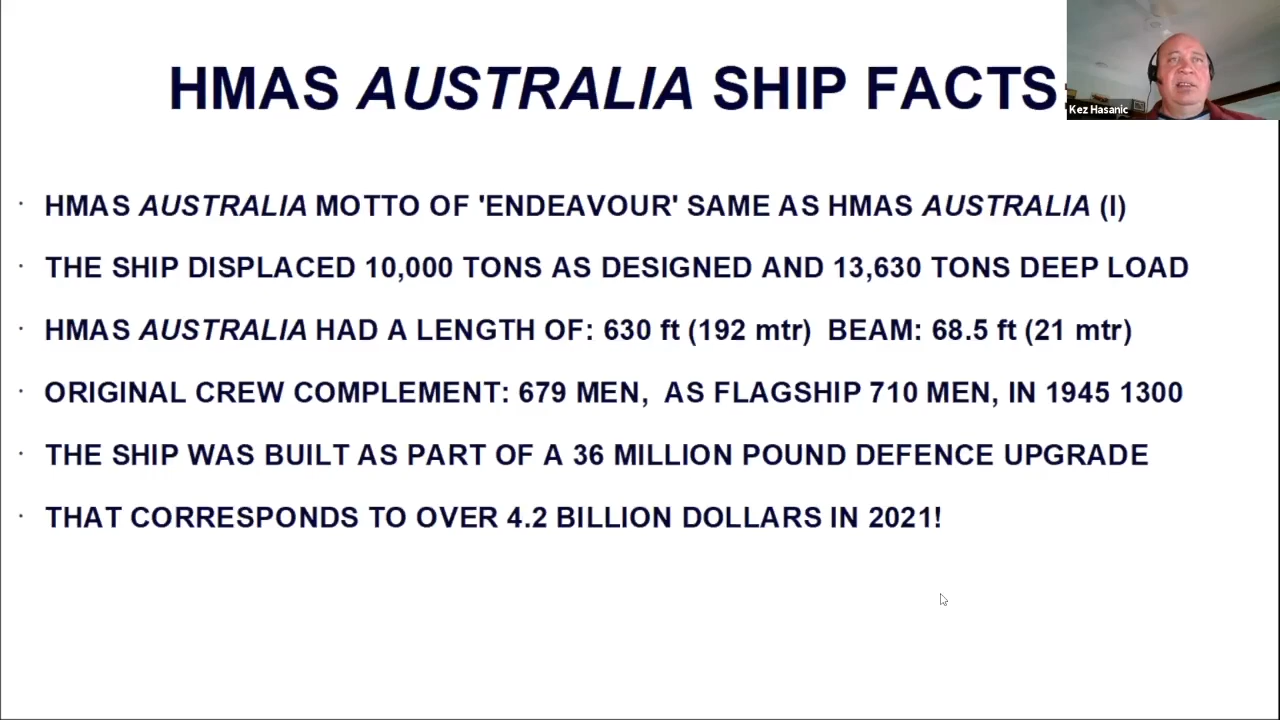 HMAS AUSTRALIA SHIP FACTS
Kez Hasanic
· HMAS AUSTRALIA MOTTO OF 'ENDEAVOUR' SAME AS HMAS AUSTRALIA (I)
· THE SHIP DISPLACED 10,000 TONS AS DESIGNED AND 13,630 TONS DEEP LOAD
· HMAS AUSTRALIA HAD A LENGTH OF: 630 ft (192 mtr)  BEAM: 68.5 ft (21 mtr)
· ORIGINAL CREW COMPLEMENT: 679 MEN,  AS FLAGSHIP 710 MEN, IN 1945 1300
· THE SHIP WAS BUILT AS PART OF A 36 MILLION POUND DEFENCE UPGRADE
· THAT CORRESPONDS TO OVER 4.2 BILLION DOLLARS IN 2021!